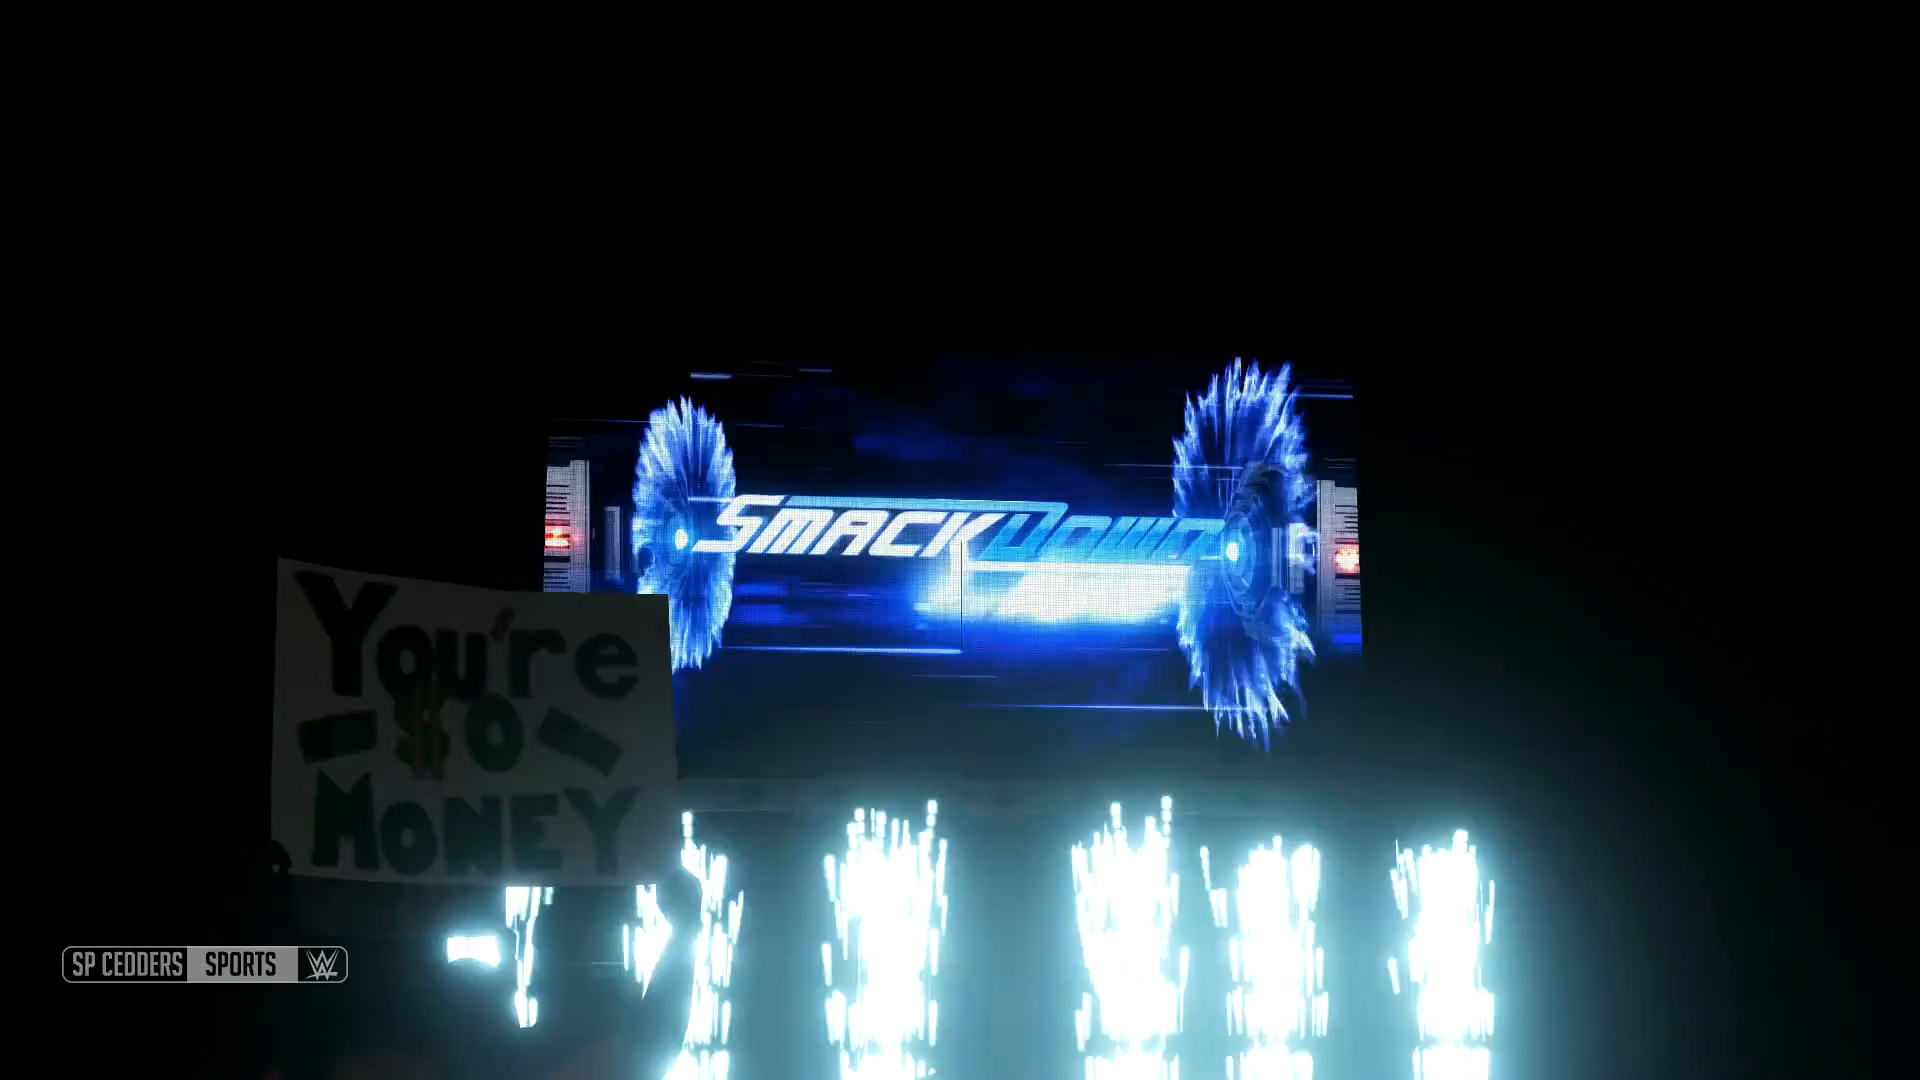 SMACKDOWN
You're
- $O -
MONEY
SP CEDDERS SPORTS